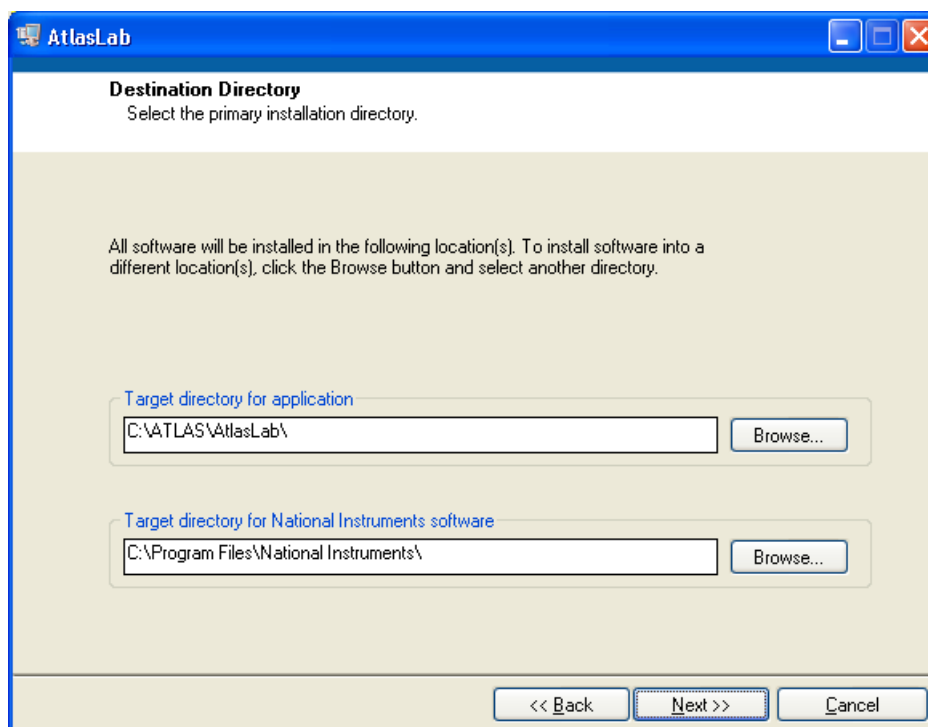 AtlasLab
Destination Directory
Select the primary installation directory.
All software will be installed in the following location(s). To install software into a
different location(s), click the Browse button and select another directory.
Target directory for application
C:\ATLAS\AtlasLab\
Browse...
Target directory for National Instruments software
C:\Program Files\National Instruments\
Browse...
<< Back
Next >>
Cancel